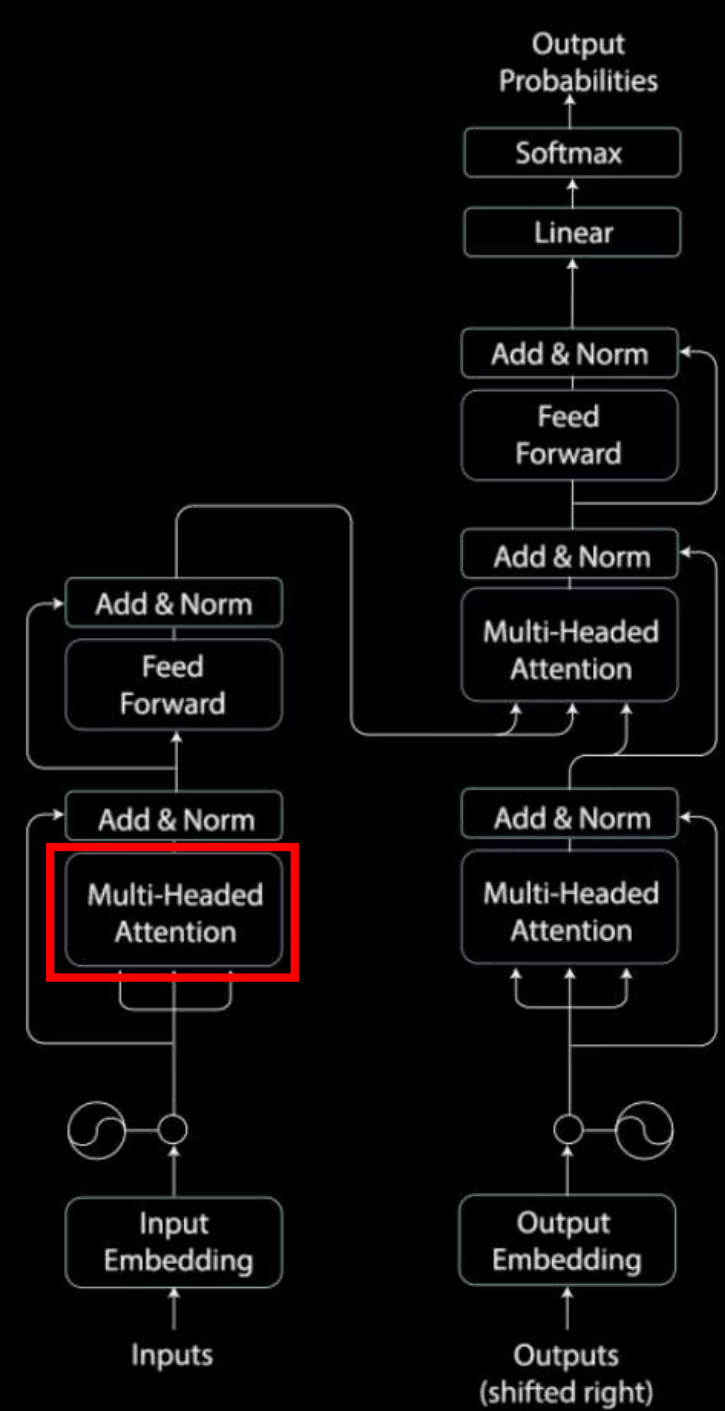 Output
Probabilities
Softmax
Linear
Add & Norm
Feed
Forward
Add & Norm
Multi-Headed
Attention
Add & Norm
Multi-Headed
Attention
Output
Embedding
Outputs
(shifted right)
Add & Norm
Feed
Forward
Add & Norm
Multi-Headed
Attention
Input
Embedding
Inputs